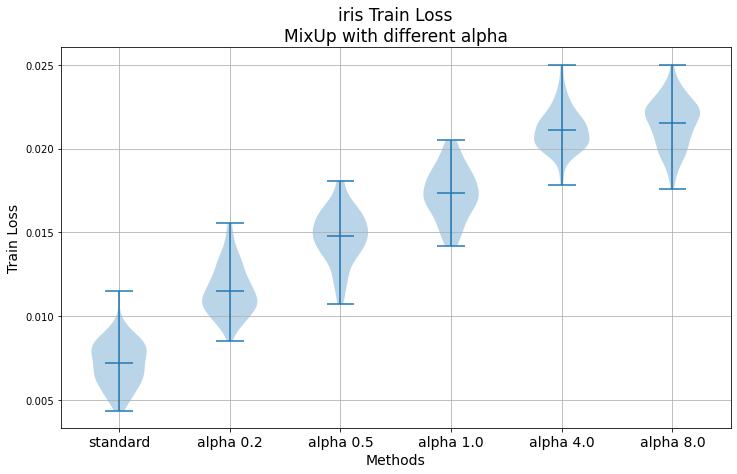 iris Train Loss
MixUp with different alpha
0.025
0.020
0.015
0.010
0.005
Train Loss
standard alpha 0.2 alpha 0.5 alpha 1.0 alpha 4.0 alpha 8.0
Methods